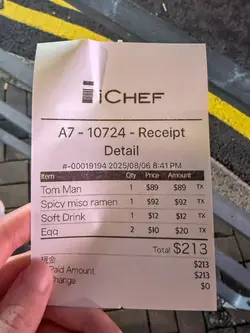 iCHEF
A7 - 10724 - Receipt
Detail
#-00019194 2025/08/06 8:41 PM
Item Qty Price Amount
Tom Man 1 $89 $89 TX
Spicy miso ramen 1 $92 $92 TX
Soft Drink 1 $12 $12 TX
Egg 2 $10 $20 TX
Total $213
現金 $213
Paid Amount $213
Change $0